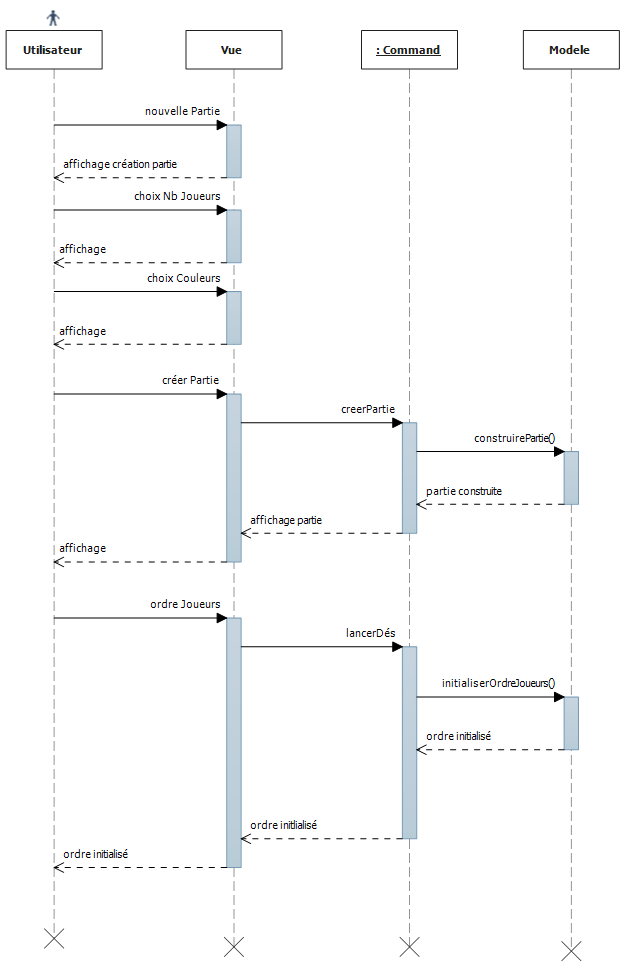 Utilisateur
Vue
: Command
Modele
nouvelle Partie
affichage création partie
choix Nb Joueurs
affichage
choix Couleurs
affichage
créer Partie
creerPartie
construirePartie()
partie construite
affichage partie
affichage
ordre Joueurs
lancerDés
initialiserOrdreJoueurs()
ordre initialisé
ordre initlialisé
ordre initialisé